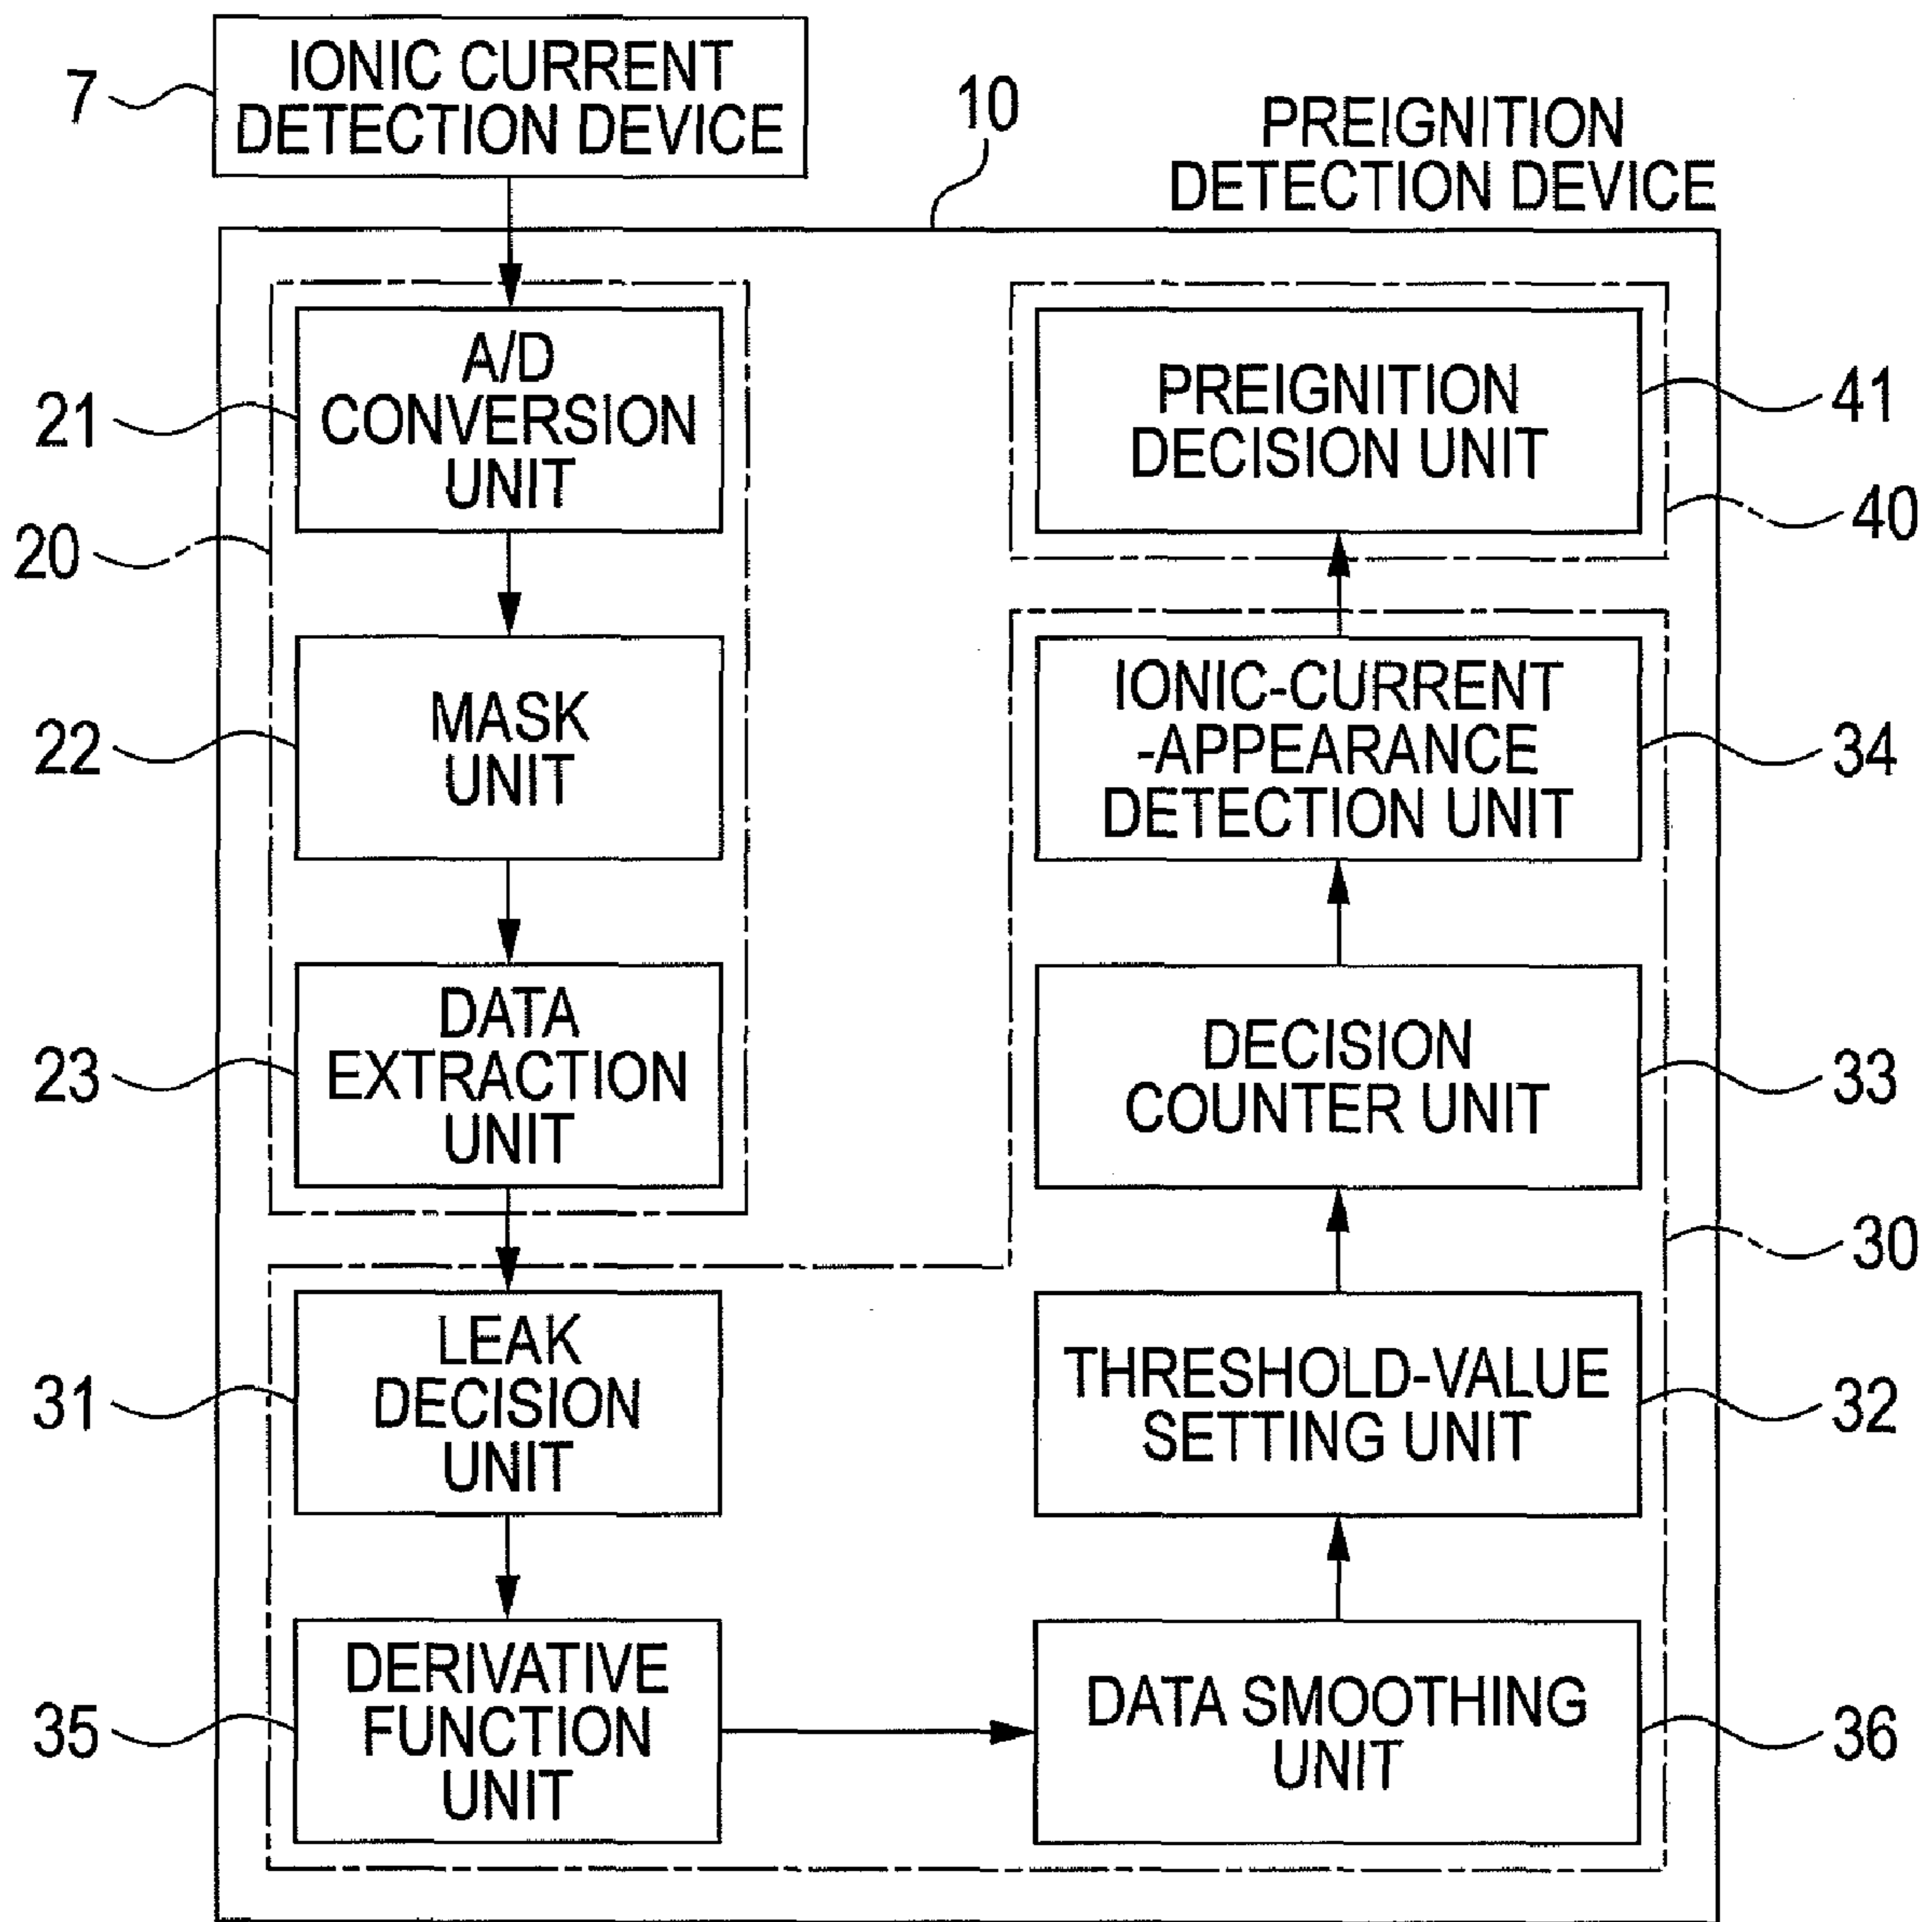 IONIC CURRENT
DETECTION DEVICE
7
10
PREIGNITION
DETECTION DEVICE
A/D
CONVERSION
UNIT
21
20
MASK
UNIT
22
DATA
EXTRACTION
UNIT
23
LEAK
DECISION
UNIT
31
DERIVATIVE
FUNCTION
UNIT
35
PREIGNITION
DECISION UNIT
41
40
IONIC-CURRENT
-APPEARANCE
DETECTION UNIT
34
DECISION
COUNTER UNIT
33
30
THRESHOLD-VALUE
SETTING UNIT
32
DATA SMOOTHING
UNIT
36